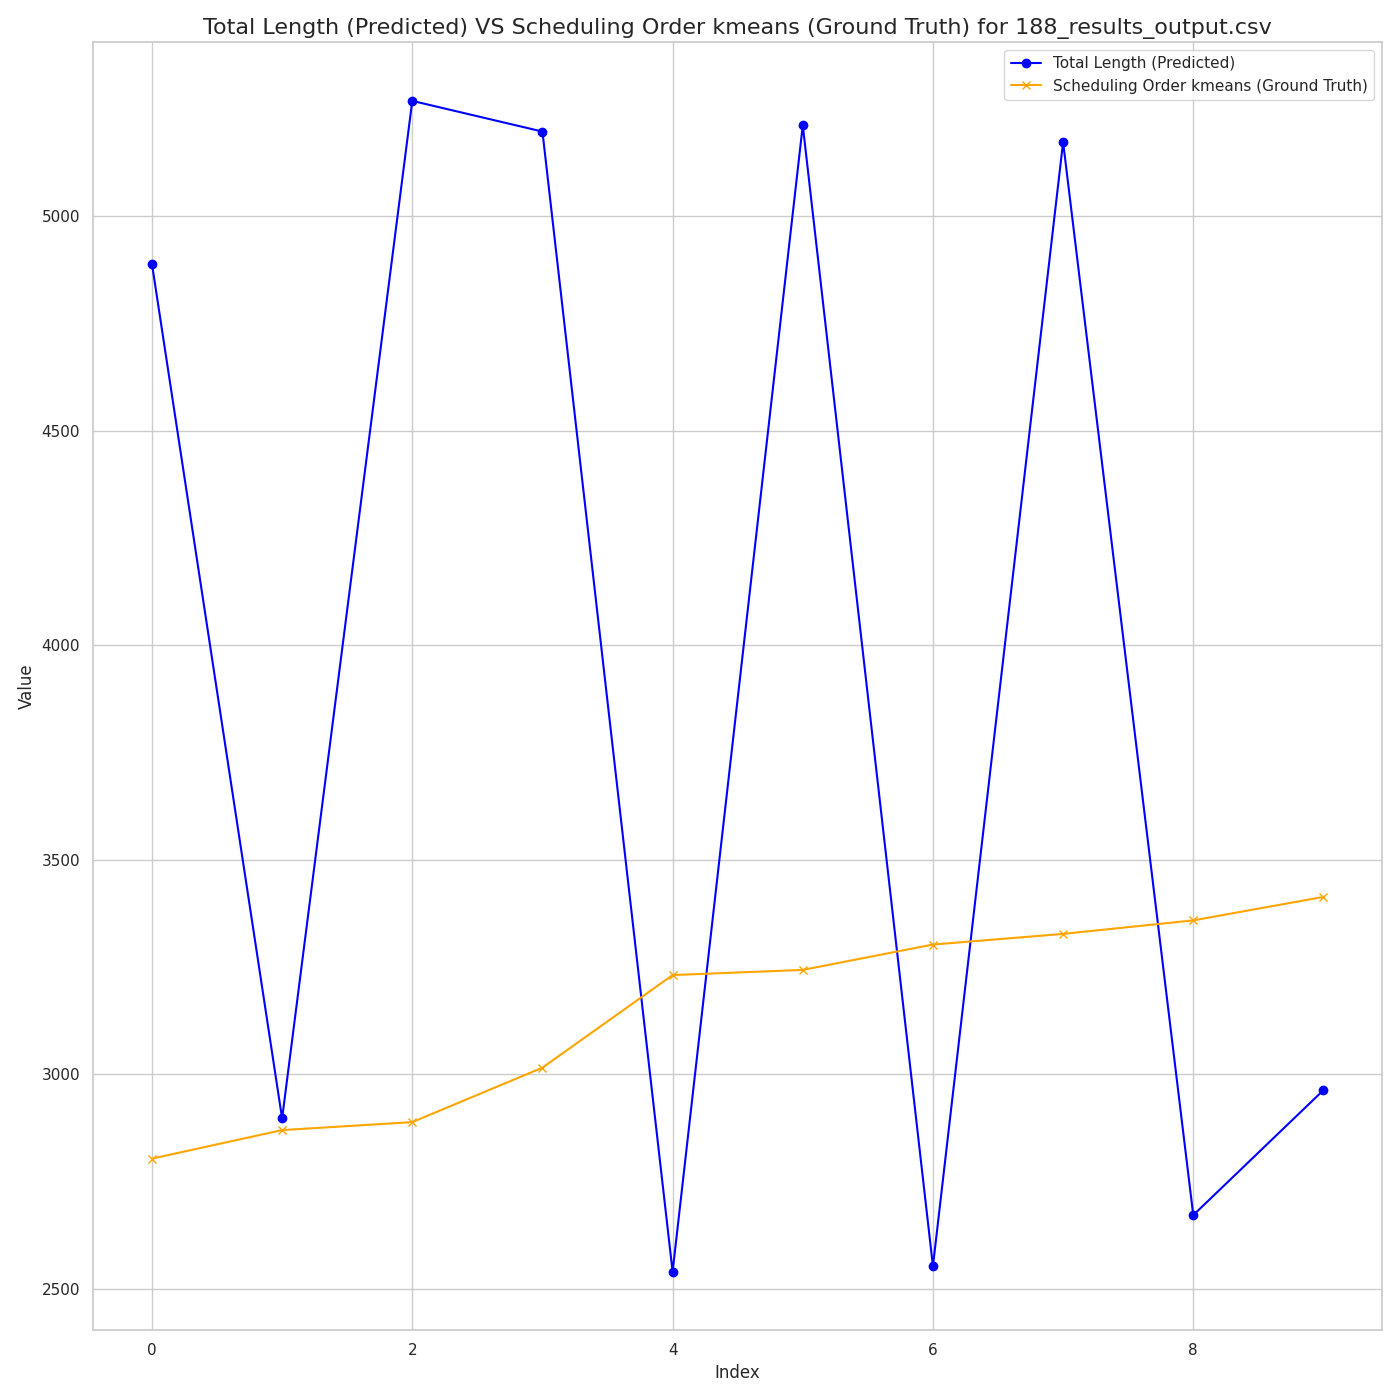 Total Length (Predicted) VS Scheduling Order kmeans (Ground Truth) for 188_results_output.csv
Total Length (Predicted)
Scheduling Order kmeans (Ground Truth)
5000
4500
4000
3500
3000
2500
Value
0 2 4 6 8
Index